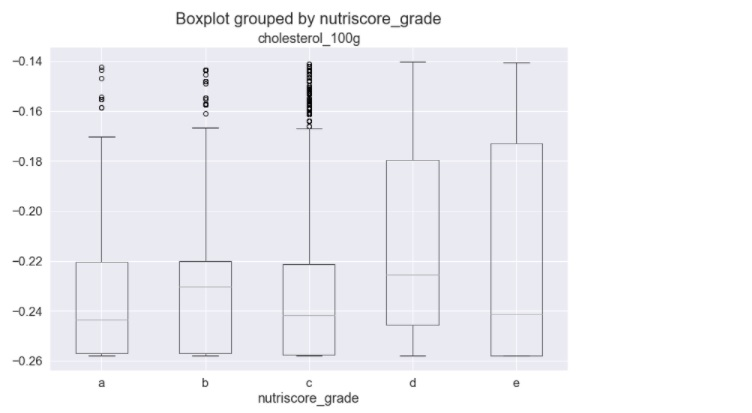 Boxplot grouped by nutriscore_grade
cholesterol_100g
−0.14
−0.16
−0.18
−0.20
−0.22
−0.24
−0.26
a b c d e
nutriscore_grade